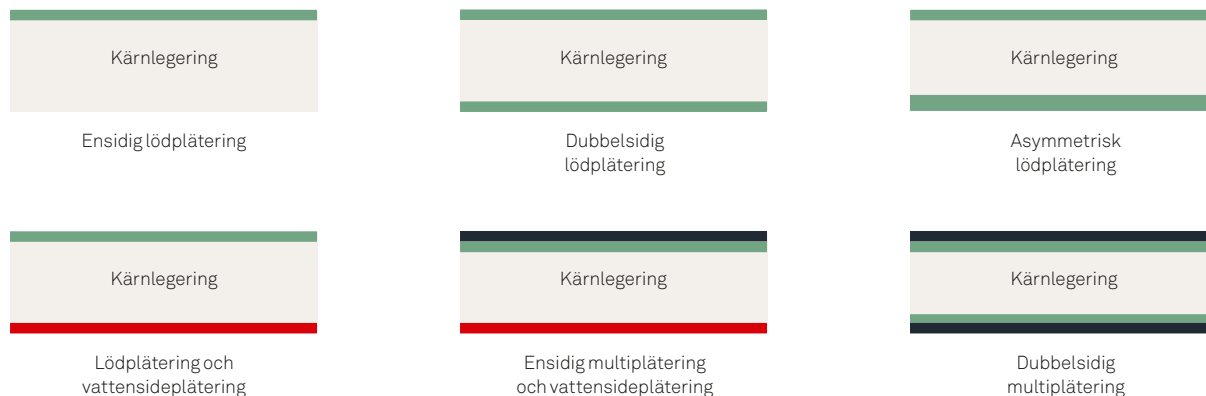 Kärnlegering
Ensidig lödplätering
Kärnlegering
Dubbelsidig
lödplätering
Kärnlegering
Asymmetrisk
lödplätering
Kärnlegering
Lödplätering och
vattensideplätering
Kärnlegering
Ensidig multiplätering
och vattensideplätering
Kärnlegering
Dubbelsidig
multiplätering